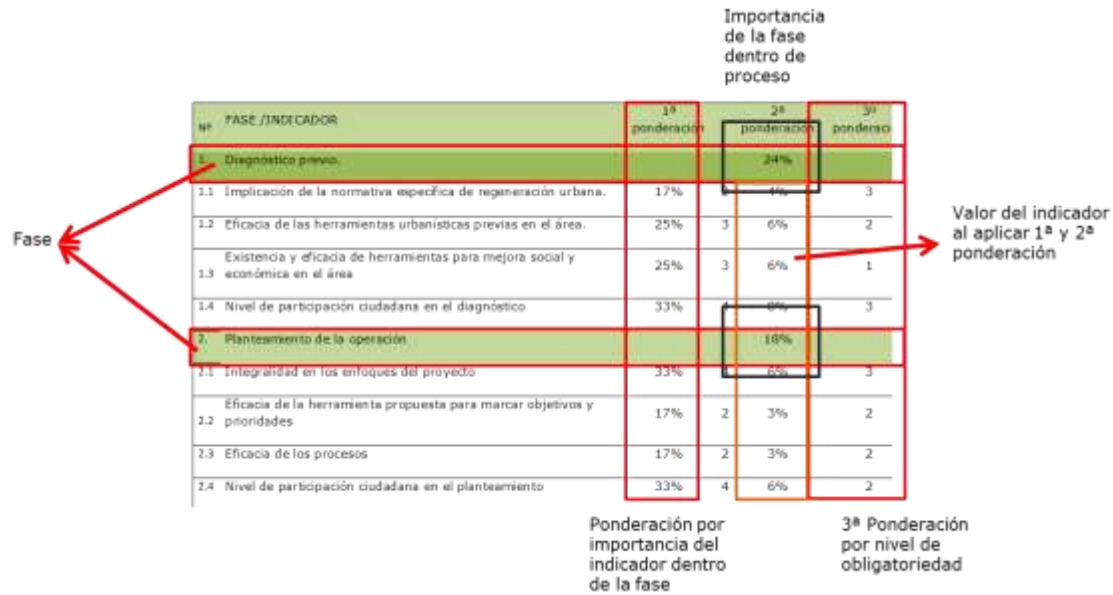 Importancia
de la fase
dentro de
proceso
Nº FASE /INDICADOR 1ª ponderación 2ª ponderación 3ª ponderaci
1. Diagnóstico previo. 24%
1.1 Implicación de la normativa específica de regeneración urbana. 17% 4% 3
1.2 Eficacia de las herramientas urbanísticas previas en el área. 25% 3 6% 2
Existencia y eficacia de herramientas para mejora social y
1.3 económica en el área 25% 3 6% 1
1.4 Nivel de participación ciudadana en el diagnóstico 33% 4 8% 3
2. Planteamiento de la operación 18%
2.1 Integralidad en los enfoques del proyecto 33% 6% 3
Eficacia de la herramienta propuesta para marcar objetivos y
2.2 prioridades 17% 2 3% 2
2.3 Eficacia de los procesos 17% 2 3% 2
2.4 Nivel de participación ciudadana en el planteamiento 33% 4 6% 2
Fase
Valor del indicador
al aplicar 1ª y 2ª
ponderación
Ponderación por
importancia del
indicador dentro
de la fase
3ª Ponderación
por nivel de
obligatoriedad